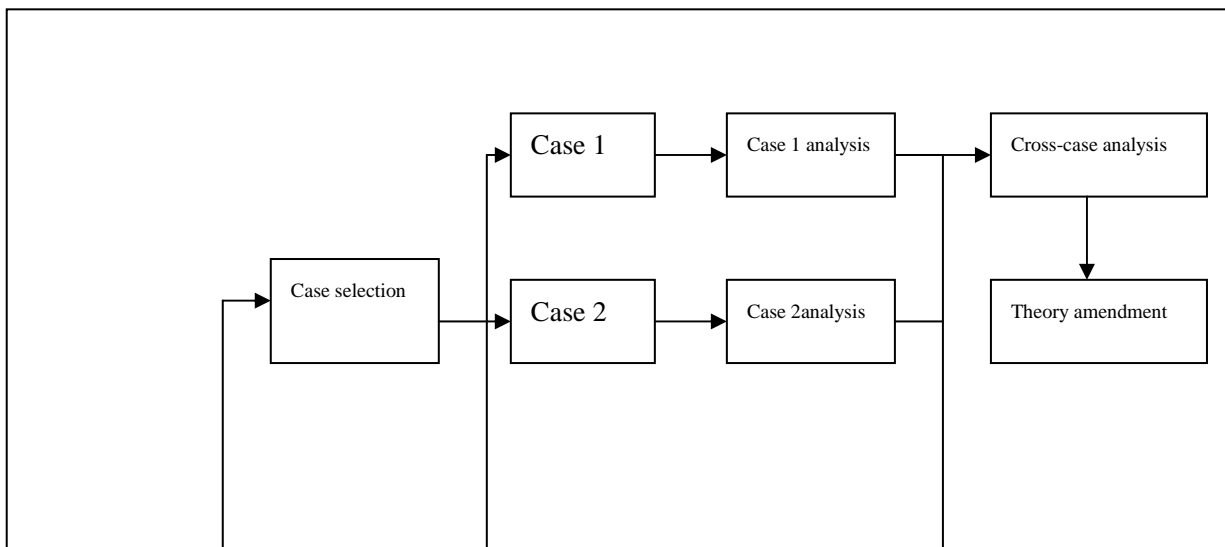 Case 1
Case 1 analysis
Cross-case analysis
Case selection
Case 2
Case 2analysis
Theory amendment